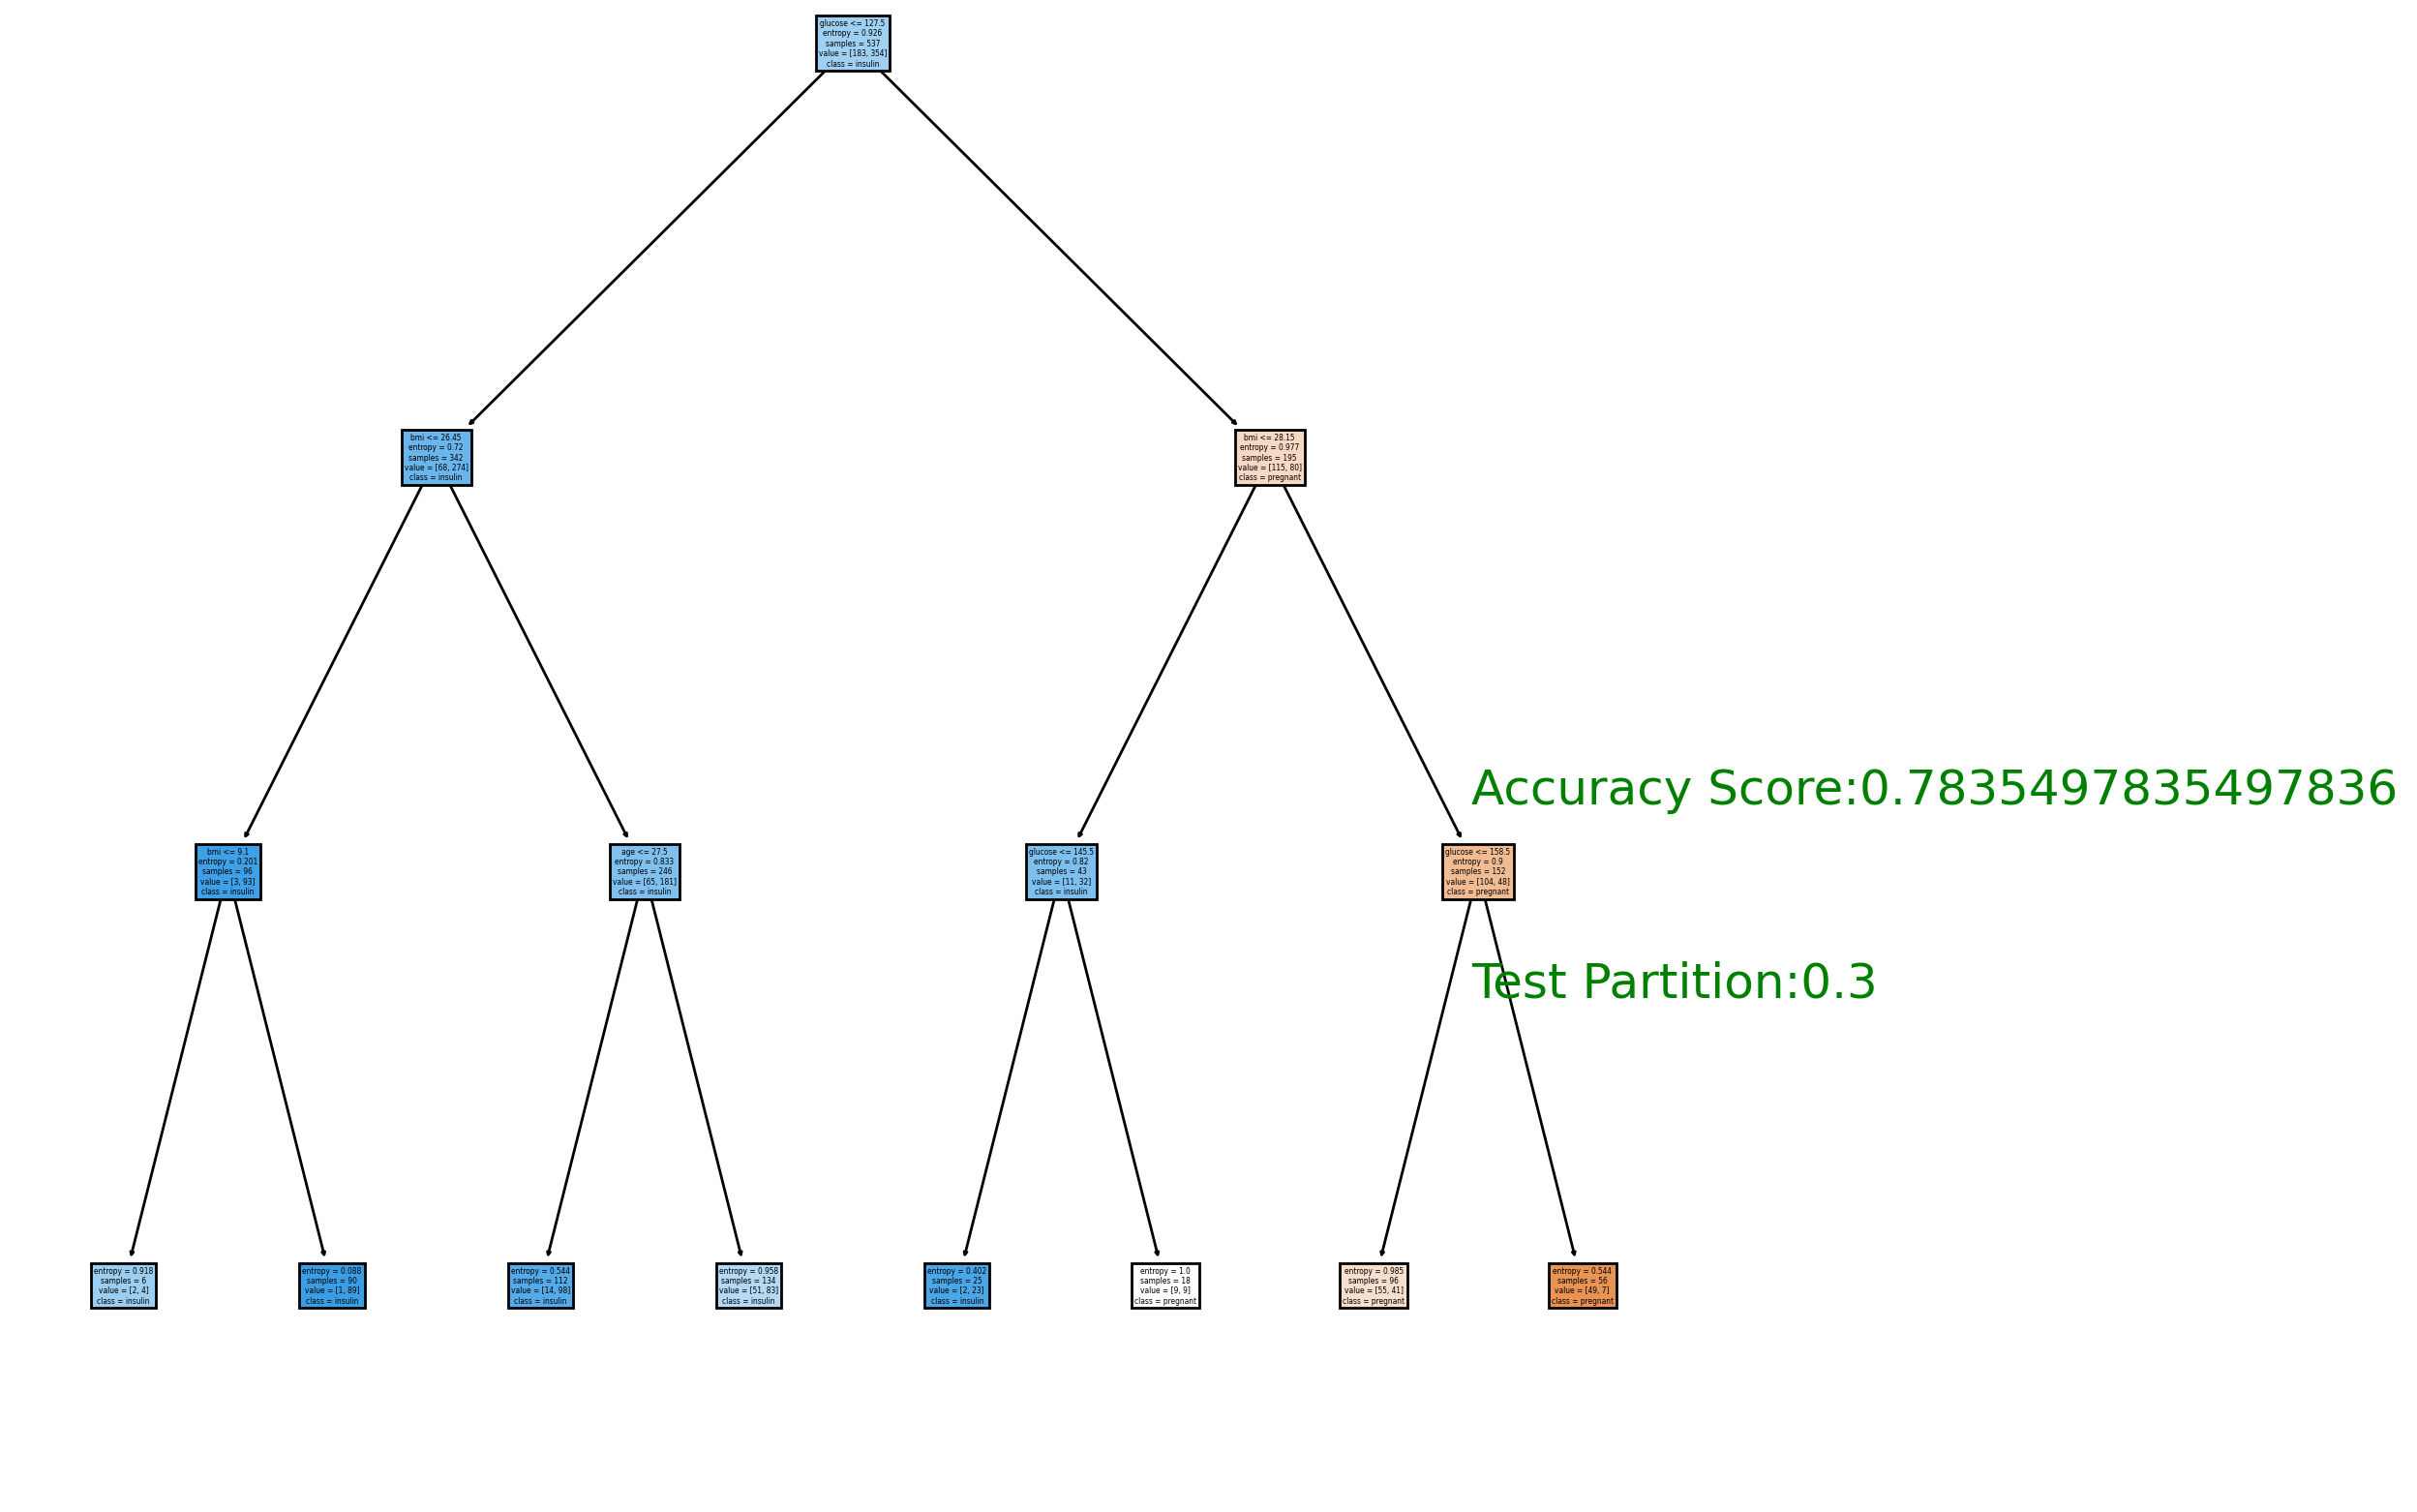 glucose <= 127.5
entropy = 0.926
samples = 537
value = [183, 354]
class = insulin
bmi <= 26.45
entropy = 0.72
samples = 342
value = [68, 274]
class = insulin
bmi <= 28.15
entropy = 0.977
samples = 195
value = [115, 80]
class = pregnant
Accuracy Score:0.7835497835497836
bmi <= 9.1
entropy = 0.201
samples = 96
value = [3, 93]
class = insulin
age <= 27.5
entropy = 0.833
samples = 246
value = [65, 181]
class = insulin
glucose <= 145.5
entropy = 0.82
samples = 43
value = [11, 32]
class = insulin
glucose <= 158.5
entropy = 0.9
samples = 152
value = [104, 48]
class = pregnant
Test Partition:0.3
entropy = 0.918
samples = 6
value = [2, 4]
class = insulin
entropy = 0.088
samples = 90
value = [1, 89]
class = insulin
entropy = 0.544
samples = 112
value = [14, 98]
class = insulin
entropy = 0.958
samples = 134
value = [51, 83]
class = insulin
entropy = 0.402
samples = 25
value = [2, 23]
class = insulin
entropy = 1.0
samples = 18
value = [9, 9]
class = pregnant
entropy = 0.985
samples = 96
value = [55, 41]
class = pregnant
entropy = 0.544
samples = 56
value = [49, 7]
class = pregnant